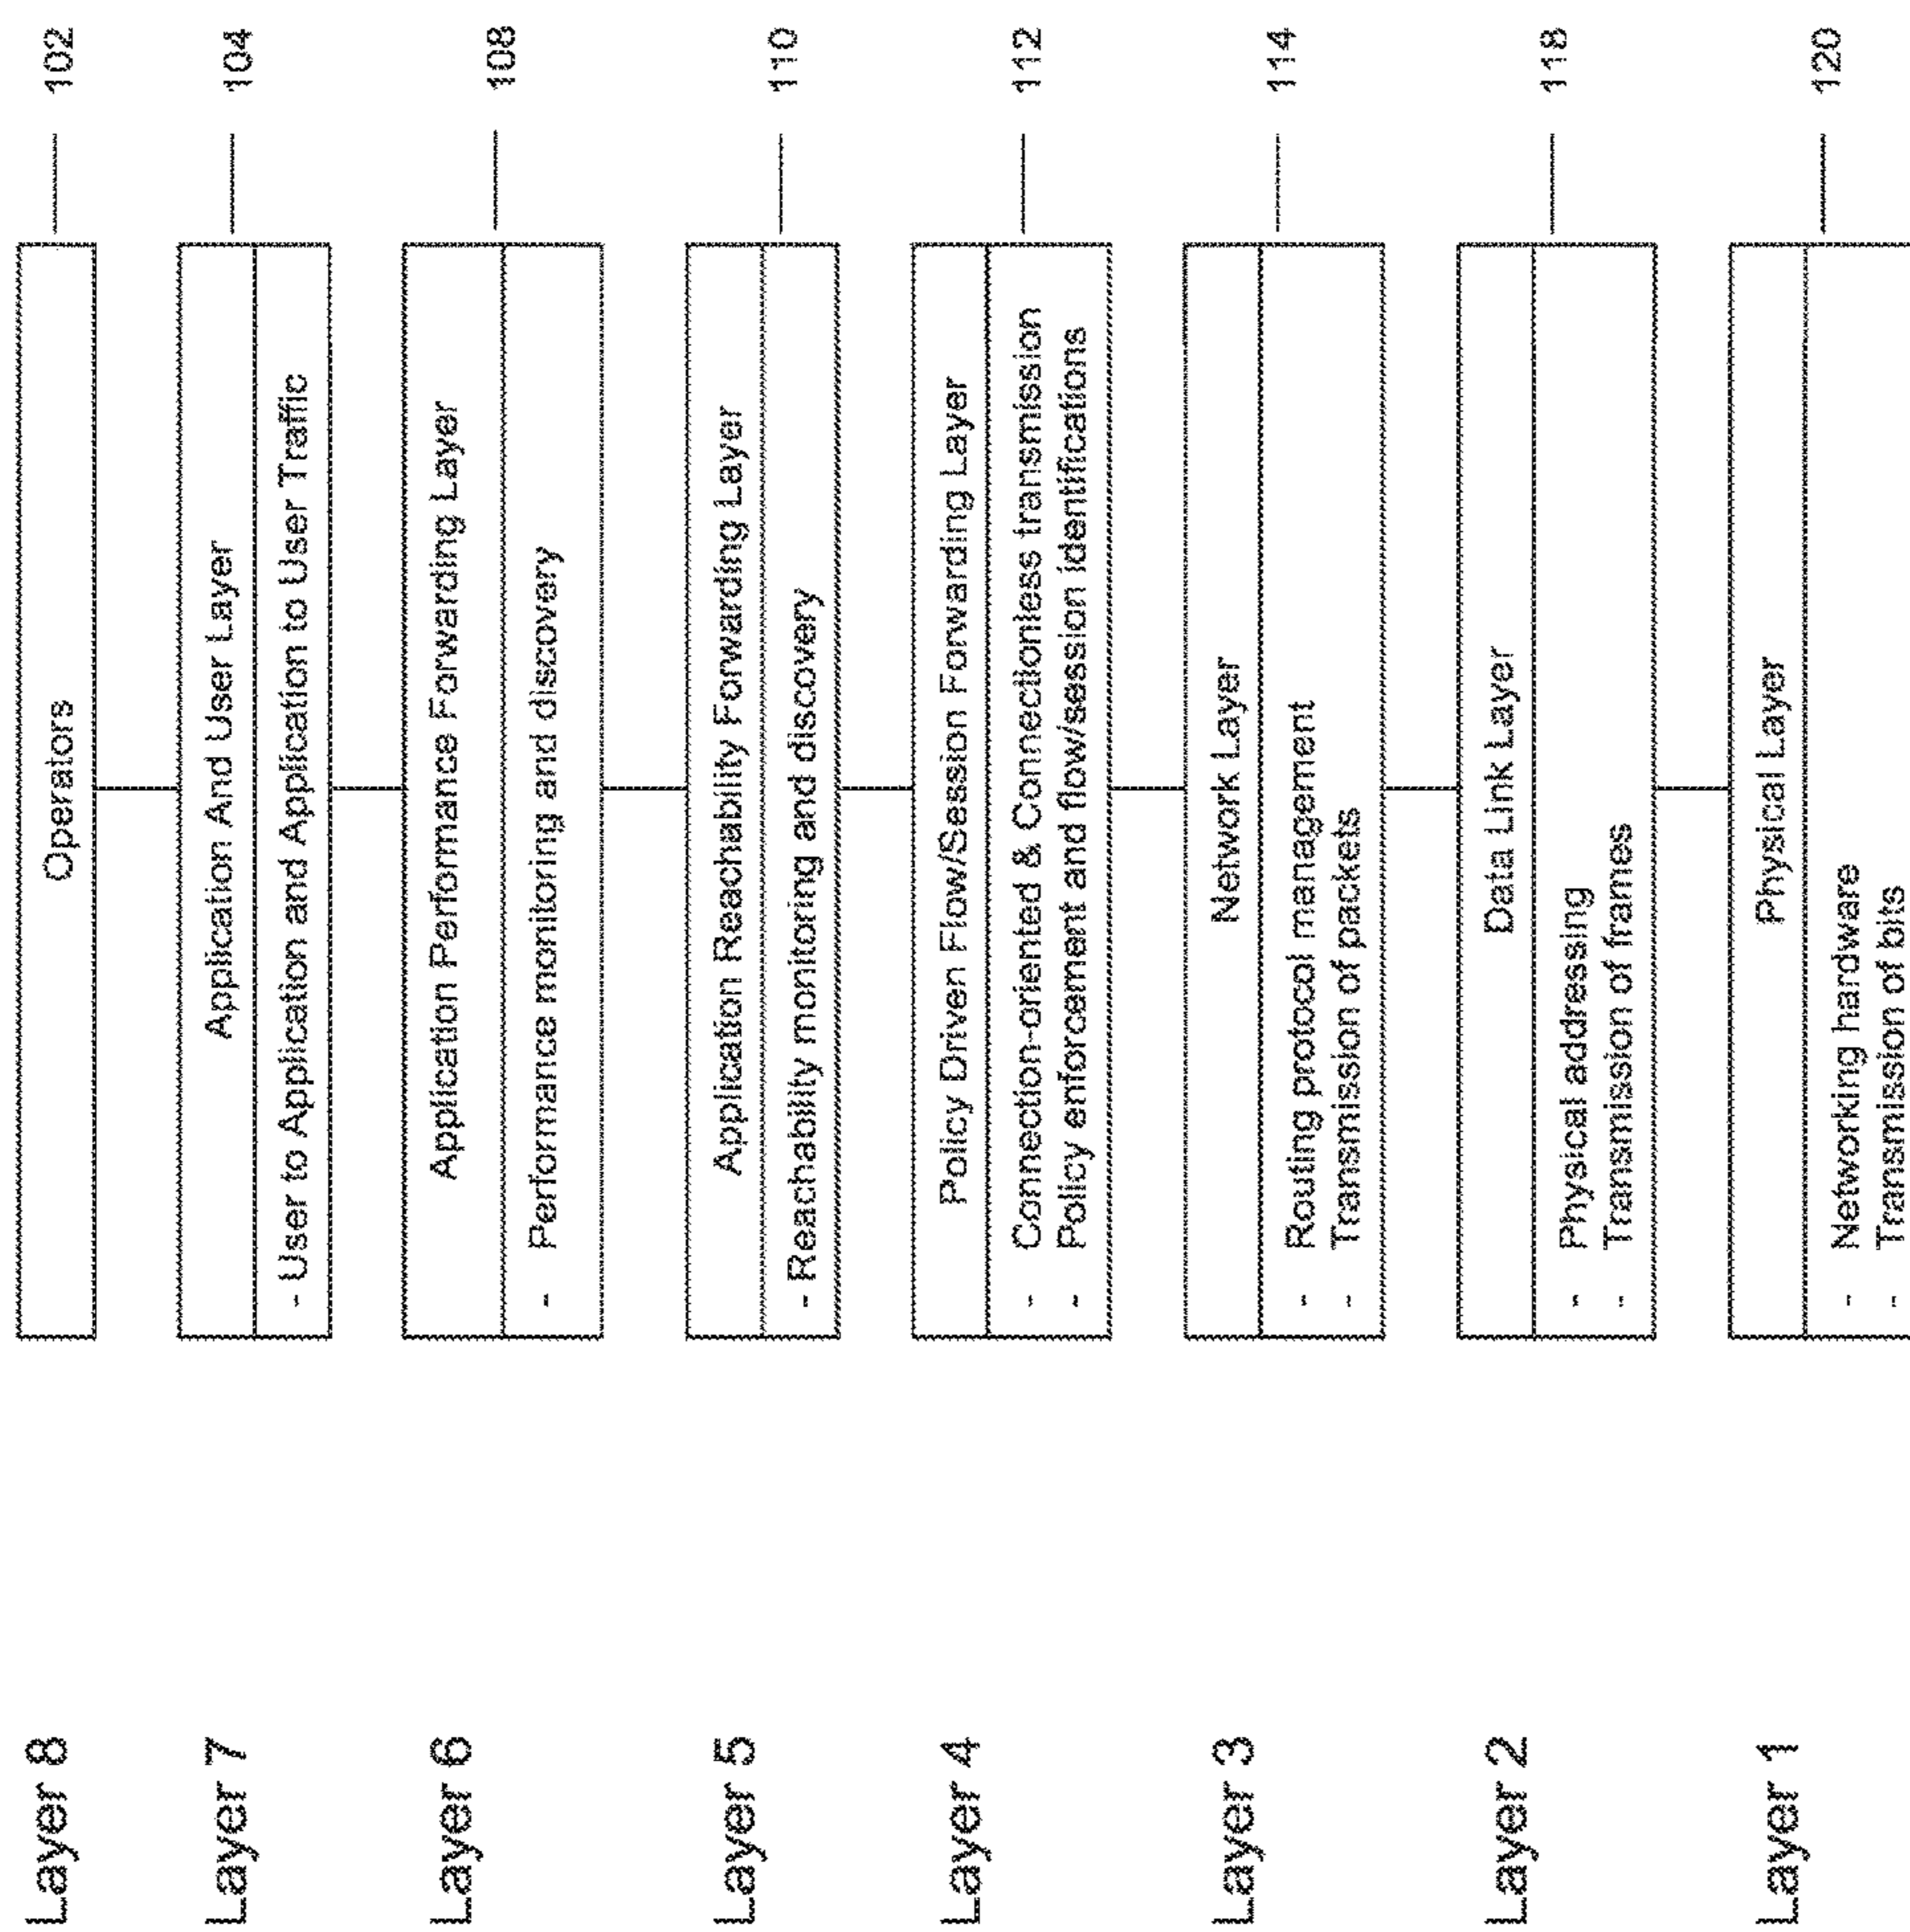 Layer 8
Operators
102
Layer 7
Application And User Layer
- User to Application and Application to User Traffic
104
Layer 6
Application Performance Forwarding Layer
- Performance monitoring and discovery
108
Layer 5
Application Reachability Forwarding Layer
- Reachability monitoring and discovery
110
Layer 4
Policy Driven Flow/Session Forwarding Layer
- Connection-oriented & Connectionless transmission
- Policy enforcement and flow/session identifications
112
Layer 3
Network Layer
- Routing protocol management
- Transmission of packets
114
Layer 2
Data Link Layer
- Physical addressing
- Transmission of frames
118
Layer 1
Physical Layer
- Networking hardware
- Transmission of bits
120